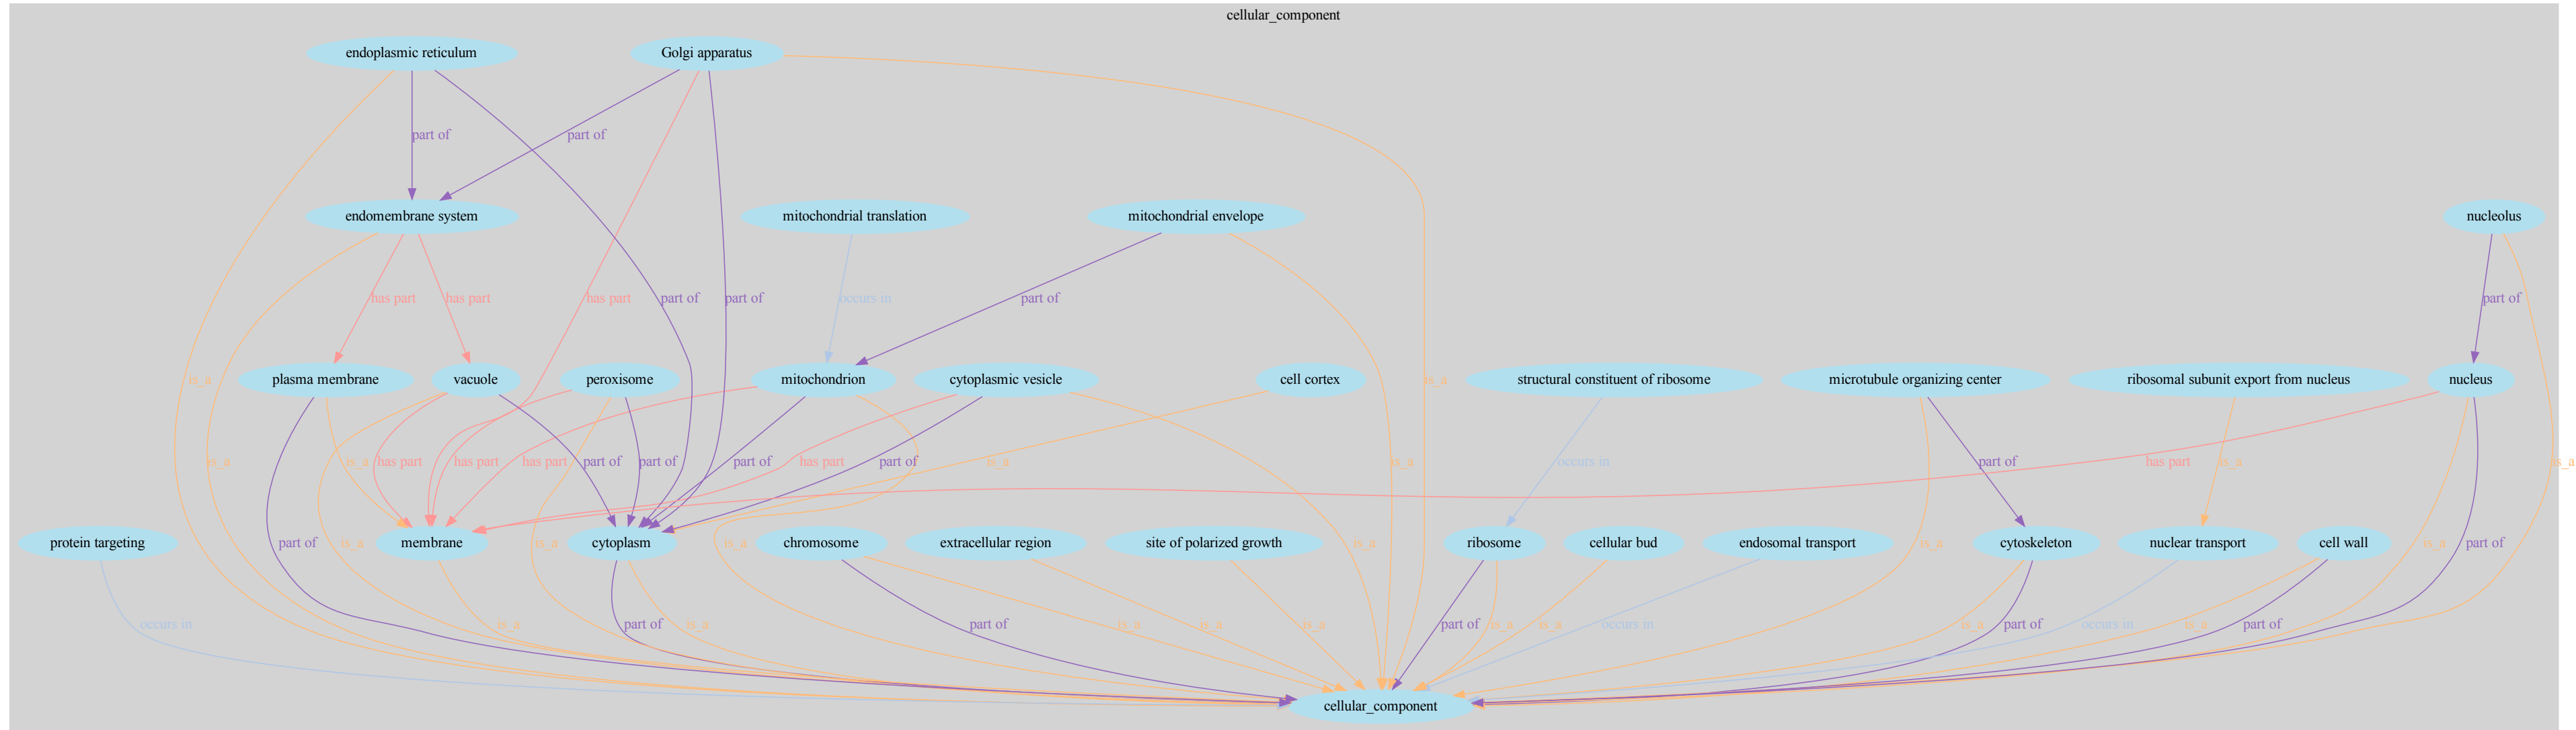 cellular_component
endoplasmic reticulum
Golgi apparatus
part of
part of
endomembrane system
mitochondrial translation
mitochondrial envelope
nucleolus
has part
has part
has part
part of
part of
occurs in
part of
part of
is_a
is_a
plasma membrane
vacuole
peroxisome
mitochondrion
cytoplasmic vesicle
cell cortex
structural constituent of ribosome
microtubule organizing center
ribosomal subunit export from nucleus
nucleus
is_a
is_a
has part
has part
has part
part of
part of
part of
has part
part of
is_a
is_a
occurs in
part of
has part
is_a
is_a
protein targeting
part of
is_a
membrane
is_a
cytoplasm
is_a
chromosome
extracellular region
site of polarized growth
is_a
ribosome
cellular bud
endosomal transport
is_a
cytoskeleton
nuclear transport
cell wall
is_a
part of
occurs in
is_a
part of
is_a
part of
is_a
is_a
is_a
part of
is_a
is_a
occurs in
is_a
part of
occurs in
is_a
part of
cellular_component